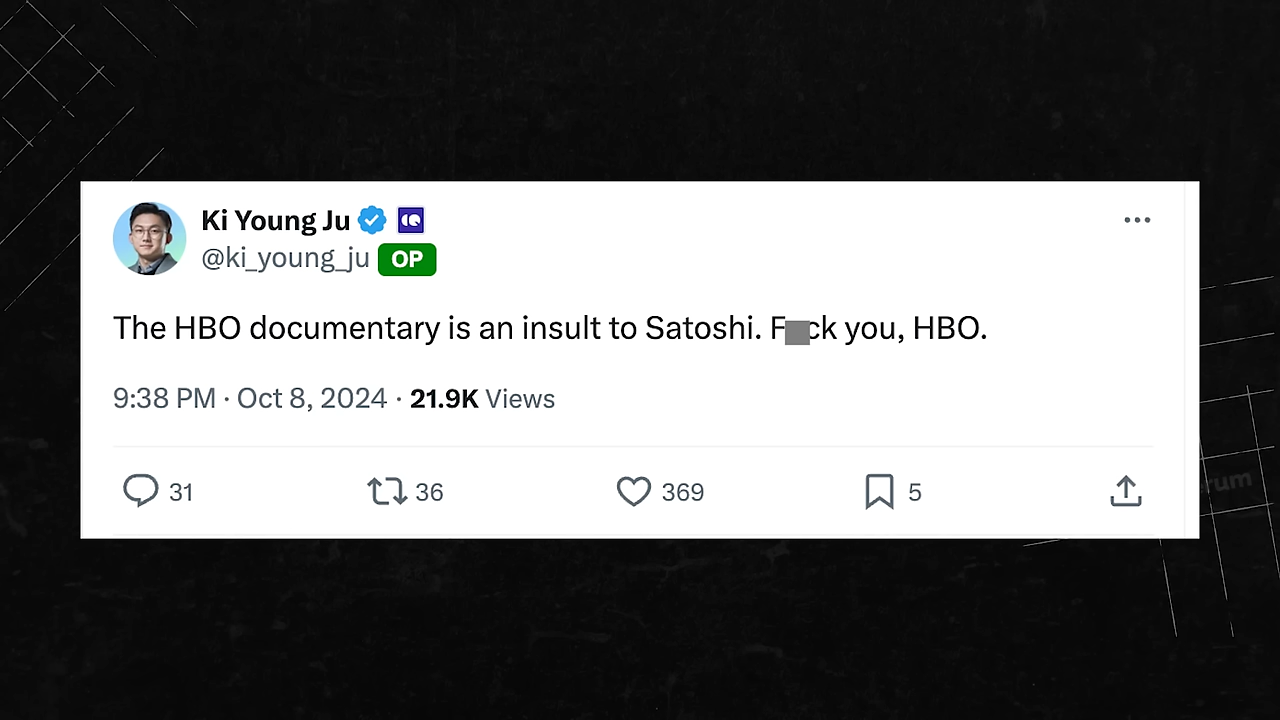 Ki Young Ju
@ki_young_ju OP
The HBO documentary is an insult to Satoshi. F ck you, HBO.
9:38 PM · Oct 8, 2024 · 21.9K Views
31 36 369 5